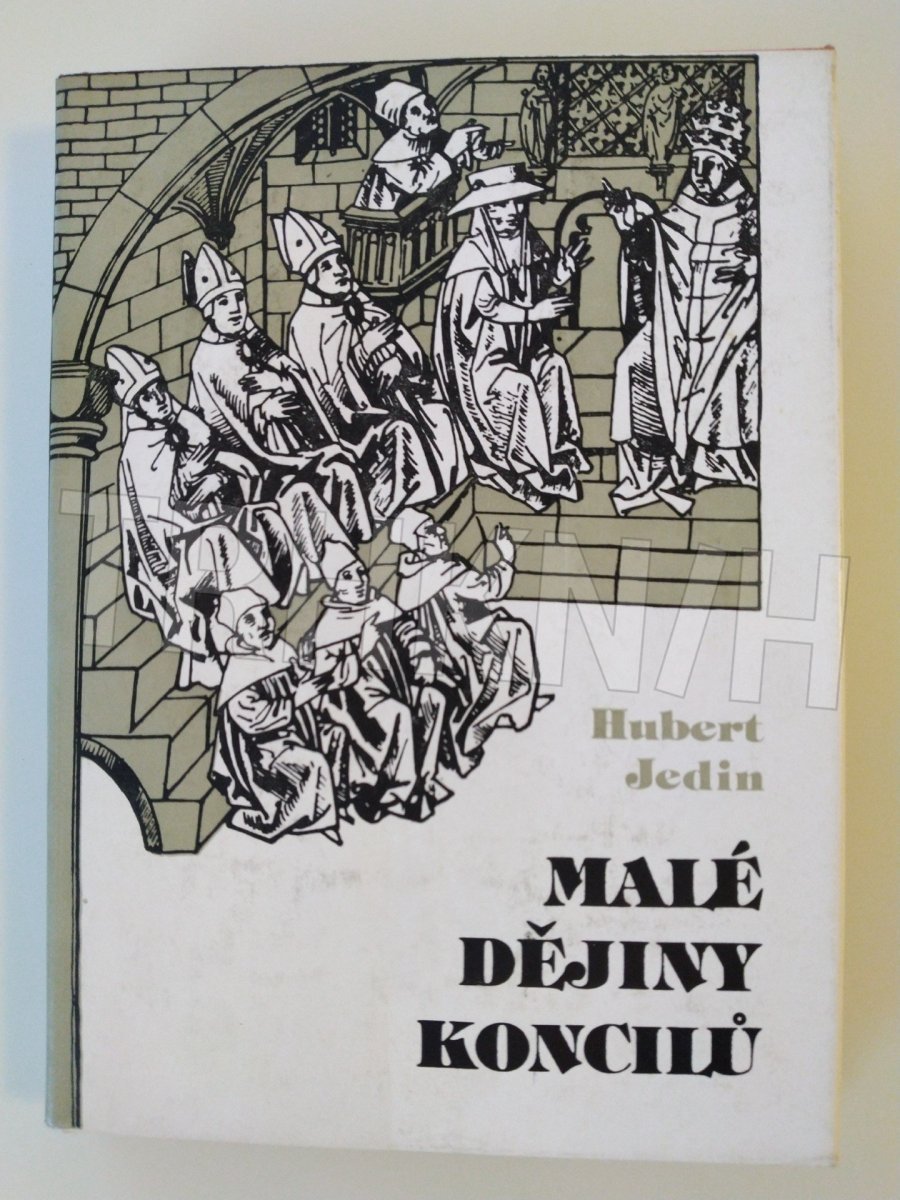 Hubert
Jedin
MALÉ
DĚJINY
KONCILŮ